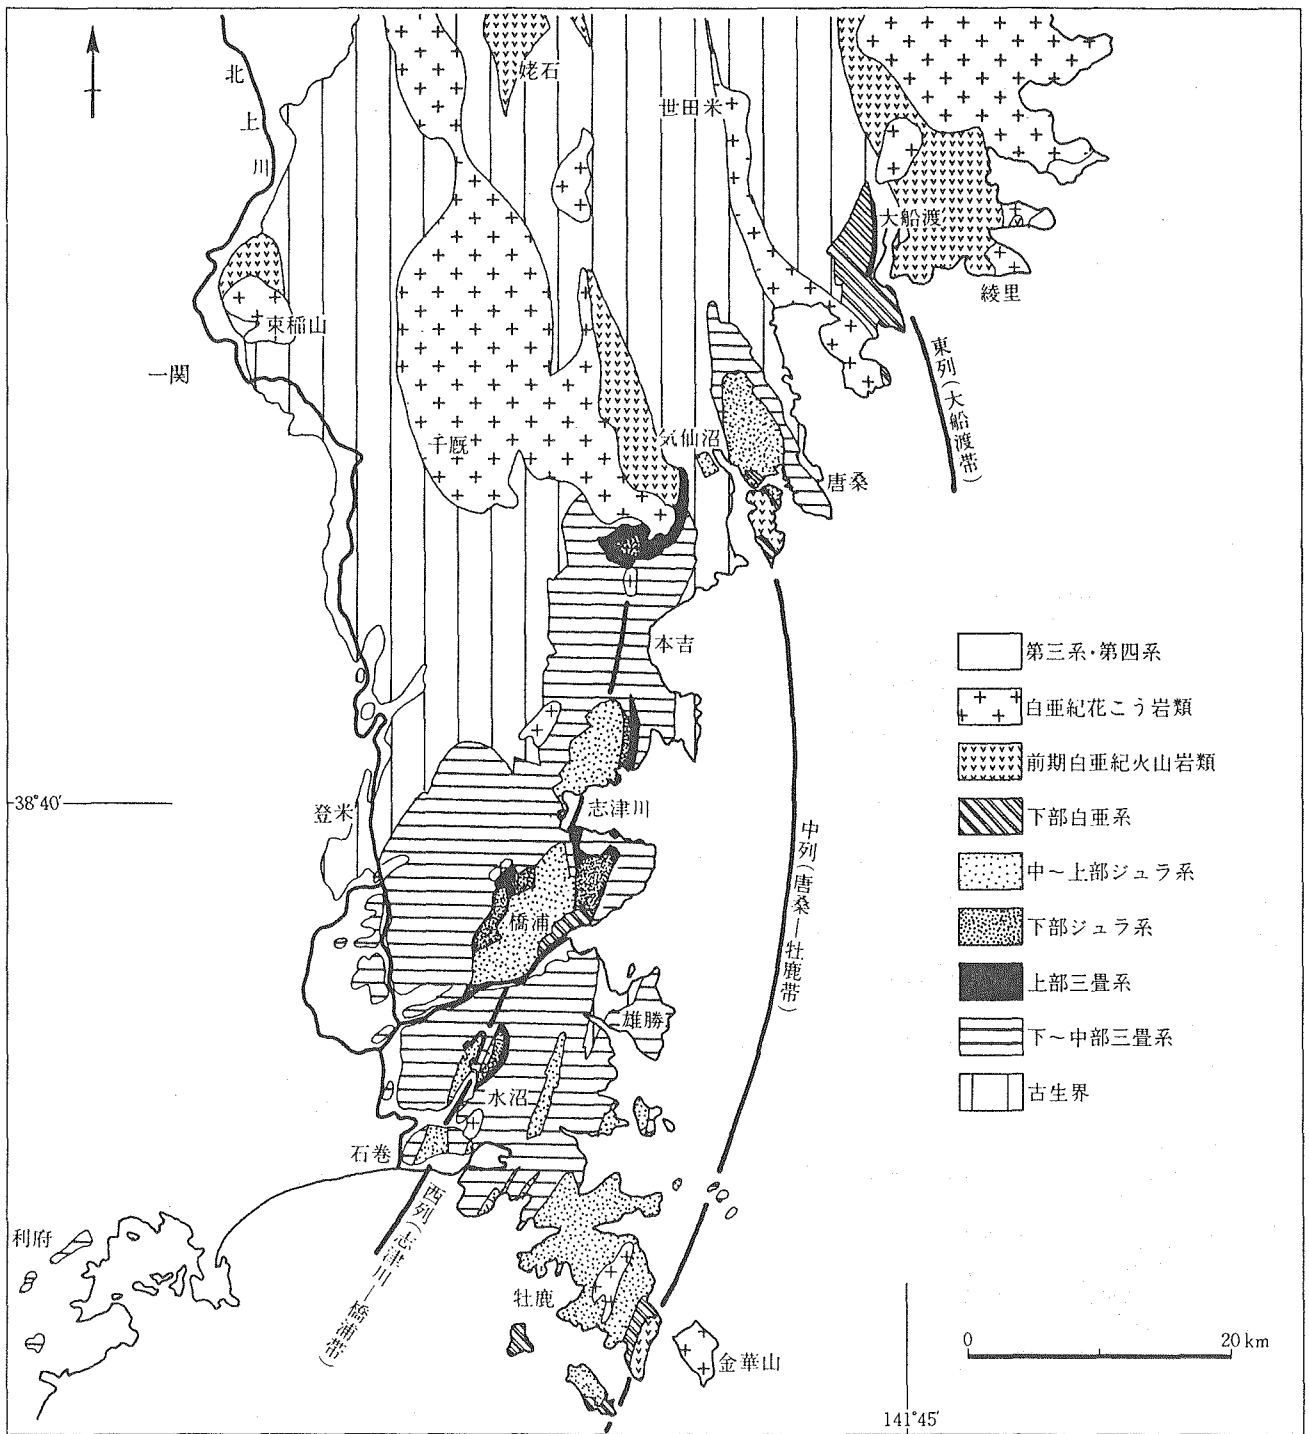 北上川
姥石
世田米
大船渡
綾里
束稲山
一関
東列(大船渡帯)
千厩
気仙沼
唐桑
本吉
第三系・第四系
白亜紀花こう岩類
前期白亜紀火山岩類
38°40′
登米
志津川
下部白亜系
中列(唐桑—牡鹿帯)
中〜上部ジュラ系
橋浦
下部ジュラ系
上部三畳系
雄勝
下〜中部三畳系
水沼
古生界
石巻
西列(志津川—橋浦帯)
利府
牡鹿
金華山
0
20 km
141°45′